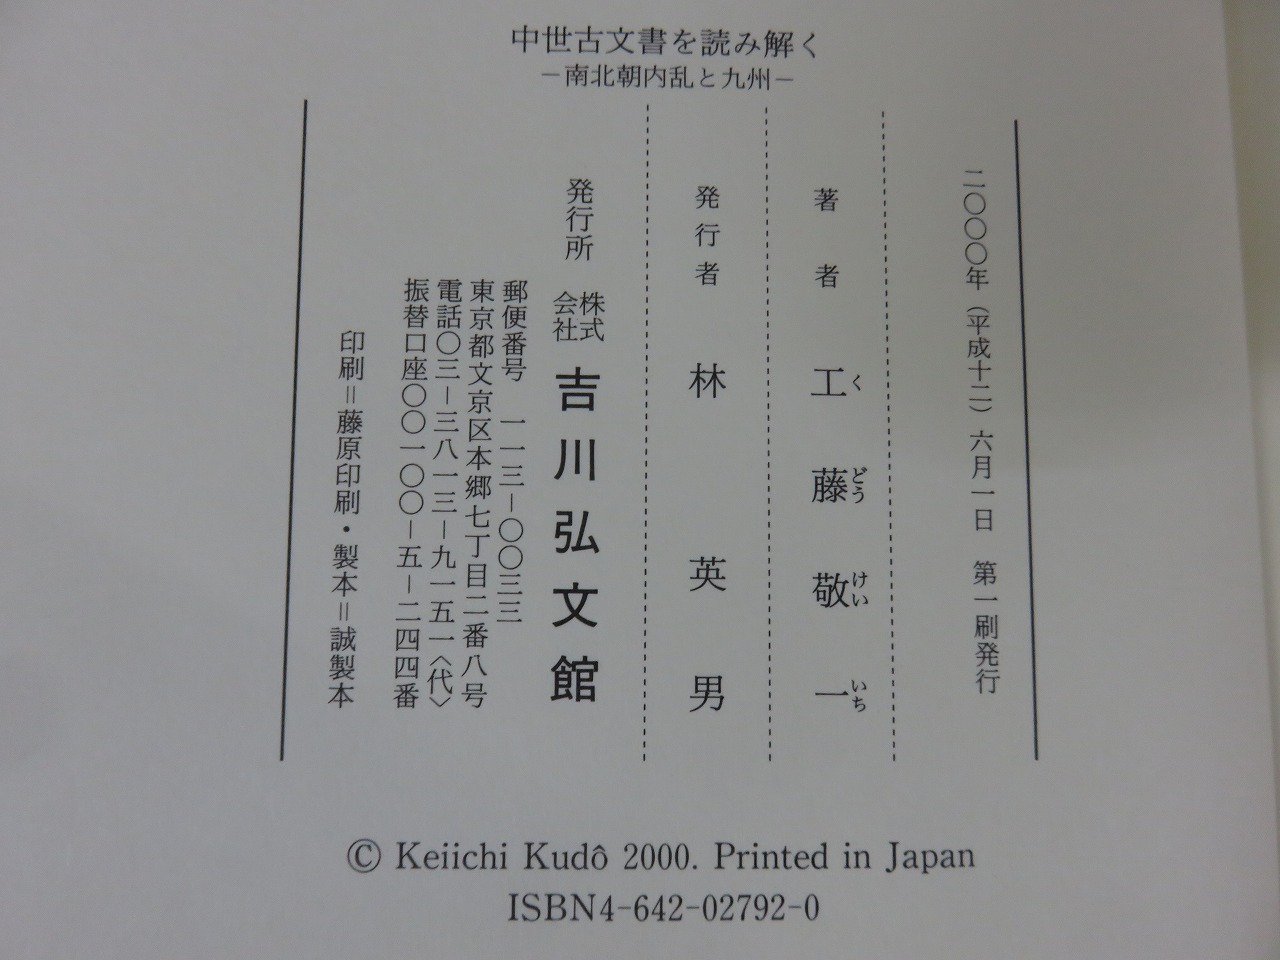 中世古文書を読み解く
－南北朝内乱と九州－
二〇〇〇年（平成十二）六月一日　第一刷発行
著者　工藤敬一
くどうけいいち
発行者　林英男
発行所　株式会社　吉川弘文館
郵便番号　一一三－〇〇三三
東京都文京区本郷七丁目二番八号
電話〇三－三八一三－九一五一〈代〉
振替口座〇〇一〇〇－五－二四四番
印刷＝藤原印刷・製本＝誠製本
© Keiichi Kudô 2000. Printed in Japan
ISBN4-642-02792-0